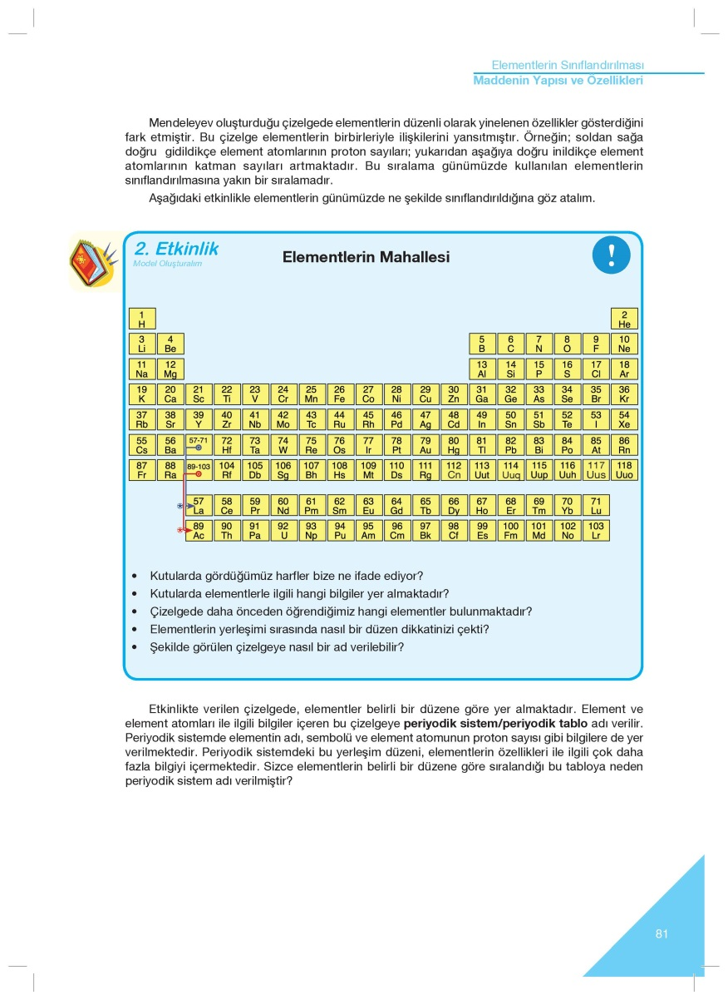 Elementlerin Sınıflandırılması
Maddenin Yapısı ve Özellikleri
Mendeleyev oluşturduğu çizelgede elementlerin düzenli olarak yinelenen özellikler gösterdiğini
fark etmiştir. Bu çizelge elementlerin birbirleriyle ilişkilerini yansıtmıştır. Örneğin; soldan sağa
doğru gidildikçe element atomlarının proton sayıları; yukarıdan aşağıya doğru inildikçe element
atomlarının katman sayıları artmaktadır. Bu sıralama günümüzde kullanılan elementlerin
sınıflandırılmasına yakın bir sıralamadır.
Aşağıdaki etkinlikle elementlerin günümüzde ne şekilde sınıflandırıldığına göz atalım.
2. Etkinlik
Model Oluşturalım
Elementlerin Mahallesi
!
1 2
H He
3 4 5 6 7 8 9 10
Li Be B C N O F Ne
11 12 13 14 15 16 17 18
Na Mg Al Si P S Cl Ar
19 20 21 22 23 24 25 26 27 28 29 30 31 32 33 34 35 36
K Ca Sc Ti V Cr Mn Fe Co Ni Cu Zn Ga Ge As Se Br Kr
37 38 39 40 41 42 43 44 45 46 47 48 49 50 51 52 53 54
Rb Sr Y Zr Nb Mo Tc Ru Rh Pd Ag Cd In Sn Sb Te I Xe
55 56 57-71 72 73 74 75 76 77 78 79 80 81 82 83 84 85 86
Cs Ba Hf Ta W Re Os Ir Pt Au Hg Tl Pb Bi Po At Rn
87 88 89-103 104 105 106 107 108 109 110 111 112 113 114 115 116 117 118
Fr Ra Rf Db Sg Bh Hs Mt Ds Rg Cn Uut Uuq Uup Uuh Uus Uuo
* 57 58 59 60 61 62 63 64 65 66 67 68 69 70 71
La Ce Pr Nd Pm Sm Eu Gd Tb Dy Ho Er Tm Yb Lu
* 89 90 91 92 93 94 95 96 97 98 99 100 101 102 103
Ac Th Pa U Np Pu Am Cm Bk Cf Es Fm Md No Lr
• Kutularda gördüğümüz harfler bize ne ifade ediyor?
• Kutularda elementlerle ilgili hangi bilgiler yer almaktadır?
• Çizelgede daha önceden öğrendiğimiz hangi elementler bulunmaktadır?
• Elementlerin yerleşimi sırasında nasıl bir düzen dikkatinizi çekti?
• Şekilde görülen çizelgeye nasıl bir ad verilebilir?
Etkinlikte verilen çizelgede, elementler belirli bir düzene göre yer almaktadır. Element ve
element atomları ile ilgili bilgiler içeren bu çizelgeye periyodik sistem/periyodik tablo adı verilir.
Periyodik sistemde elementin adı, sembolü ve element atomunun proton sayısı gibi bilgilere de yer
verilmektedir. Periyodik sistemdeki bu yerleşim düzeni, elementlerin özellikleri ile ilgili çok daha
fazla bilgiyi içermektedir. Sizce elementlerin belirli bir düzene göre sıralandığı bu tabloya neden
periyodik sistem adı verilmiştir?
81